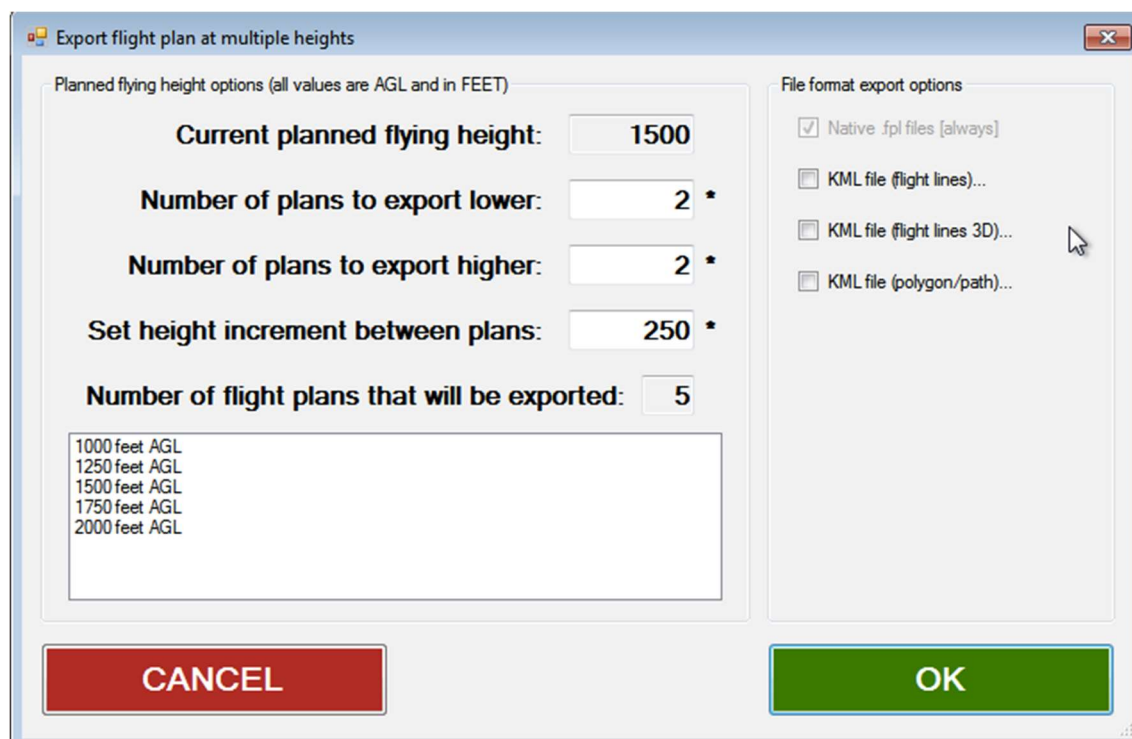 Export flight plan at multiple heights
Planned flying height options (all values are AGL and in FEET)
Current planned flying height: 1500
Number of plans to export lower: 2 *
Number of plans to export higher: 2 *
Set height increment between plans: 250 *
Number of flight plans that will be exported: 5
1000 feet AGL
1250 feet AGL
1500 feet AGL
1750 feet AGL
2000 feet AGL
File format export options
Native .fpl files [always]
KML file (flight lines)...
KML file (flight lines 3D)...
KML file (polygon/path)...
CANCEL
OK